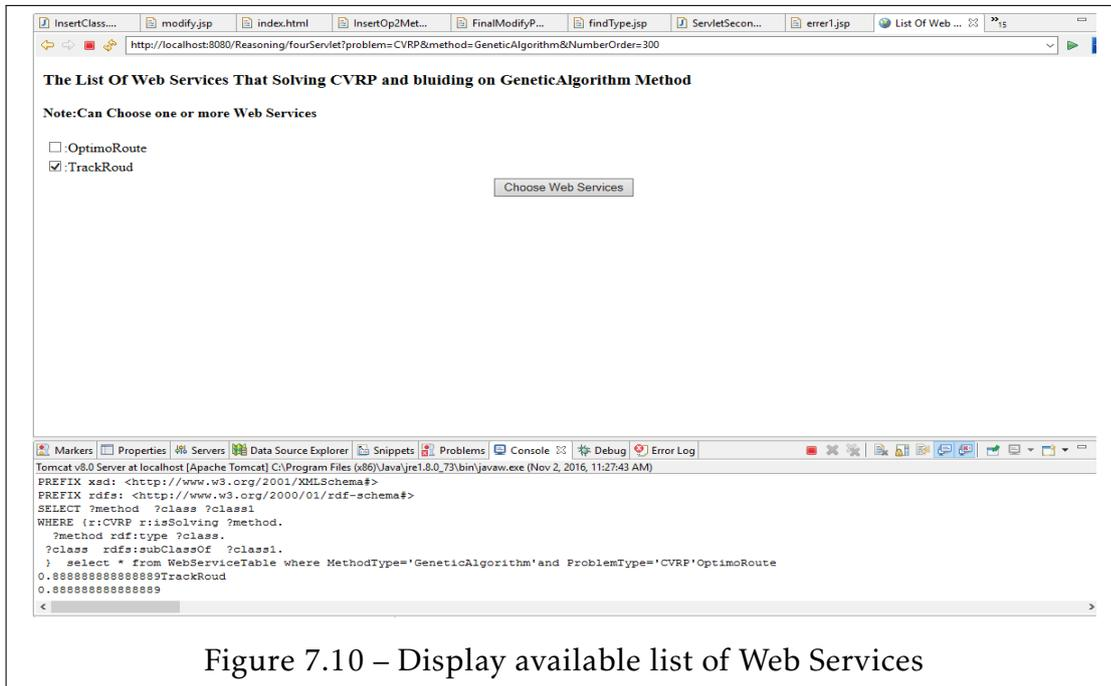 InsertClass.... modify.jsp index.html InsertOp2Met... FinalModifyP... findType.jsp ServletSecon... errer1.jsp List Of Web ... »15
http://localhost:8080/Reasoning/fourServlet?problem=CVRP&method=GeneticAlgorithm&NumberOrder=300
The List Of Web Services That Solving CVRP and bluiding on GeneticAlgorithm Method
Note:Can Choose one or more Web Services
:OptimoRoute
:TrackRoud
Choose Web Services
Markers Properties Servers Data Source Explorer Snippets Problems Console Debug Error Log
Tomcat v8.0 Server at localhost [Apache Tomcat] C:\Program Files (x86)\Java\jre1.8.0_73\bin\javaw.exe (Nov 2, 2016, 11:27:43 AM)
PREFIX xsd: <http://www.w3.org/2001/XMLSchema#>
PREFIX rdfs: <http://www.w3.org/2000/01/rdf-schema#>
SELECT ?method ?class ?class1
WHERE {r:CVRP r:isSolving ?method.
?method rdf:type ?class.
?class rdfs:subClassOf ?class1.
} select * from WebServiceTable where MethodType='GeneticAlgorithm'and ProblemType='CVRP'OptimoRoute
0.888888888888889TrackRoud
0.888888888888889
Figure 7.10 – Display available list of Web Services